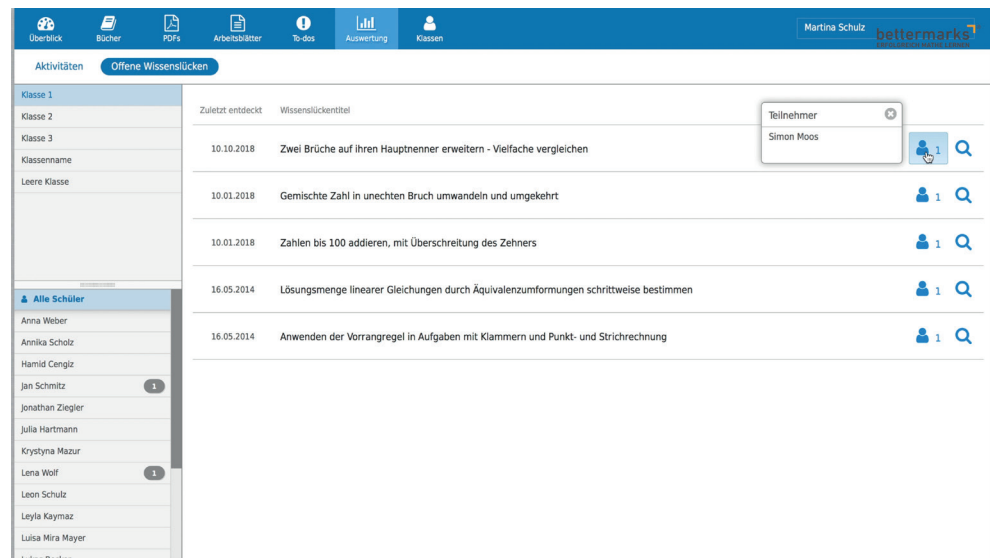 Überblick
Bücher
PDFs
Arbeitsblätter
To-dos
Auswertung
Klassen
Martina Schulz
bettermarks
ERFOLGREICH MATHE LERNEN
Aktivitäten
Offene Wissenslücken
Klasse 1
Klasse 2
Klasse 3
Klassenname
Leere Klasse
Alle Schüler
Anna Weber
Annika Scholz
Hamid Cengiz
Jan Schmitz 1
Jonathan Ziegler
Julia Hartmann
Krystyna Mazur
Lena Wolf 1
Leon Schulz
Leyla Kaymaz
Luisa Mira Mayer
Zuletzt entdeckt Wissenslückentitel
Teilnehmer
Simon Moos
10.10.2018 Zwei Brüche auf ihren Hauptnenner erweitern - Vielfache vergleichen 1
10.01.2018 Gemischte Zahl in unechten Bruch umwandeln und umgekehrt 1
10.01.2018 Zahlen bis 100 addieren, mit Überschreitung des Zehners 1
16.05.2014 Lösungsmenge linearer Gleichungen durch Äquivalenzumformungen schrittweise bestimmen 1
16.05.2014 Anwenden der Vorrangregel in Aufgaben mit Klammern und Punkt- und Strichrechnung 1